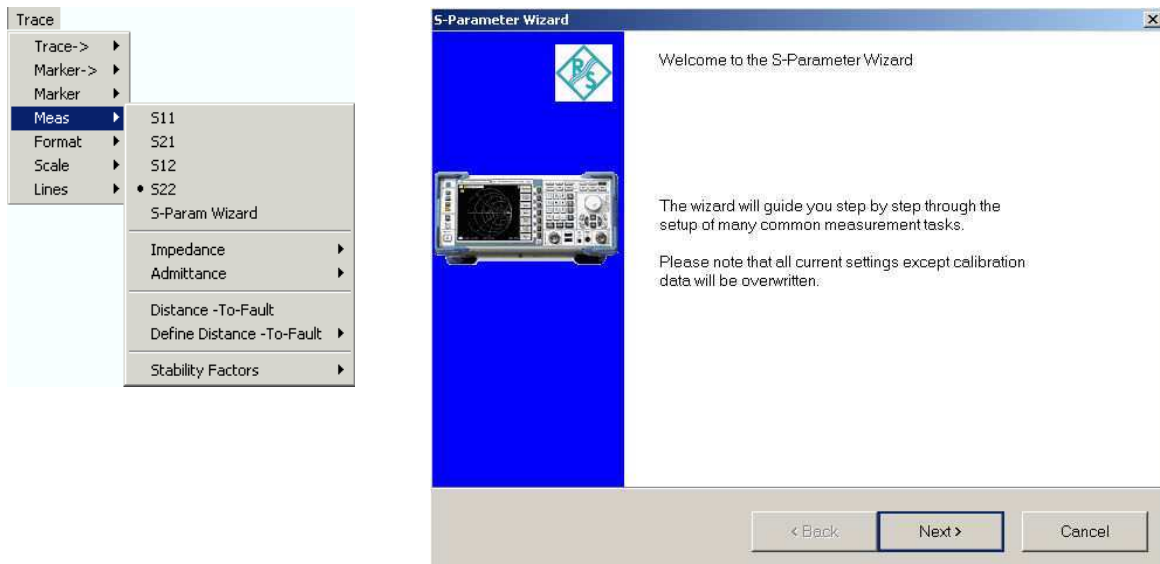 Trace
Trace->
Marker->
Marker
Meas
Format
Scale
Lines
S11
S21
S12
S22
S-Param Wizard
Impedance
Admittance
Distance -To-Fault
Define Distance -To-Fault
Stability Factors
S-Parameter Wizard
R S
Welcome to the S-Parameter Wizard
The wizard will guide you step by step through the
setup of many common measurement tasks.
Please note that all current settings except calibration
data will be overwritten.
< Back
Next >
Cancel